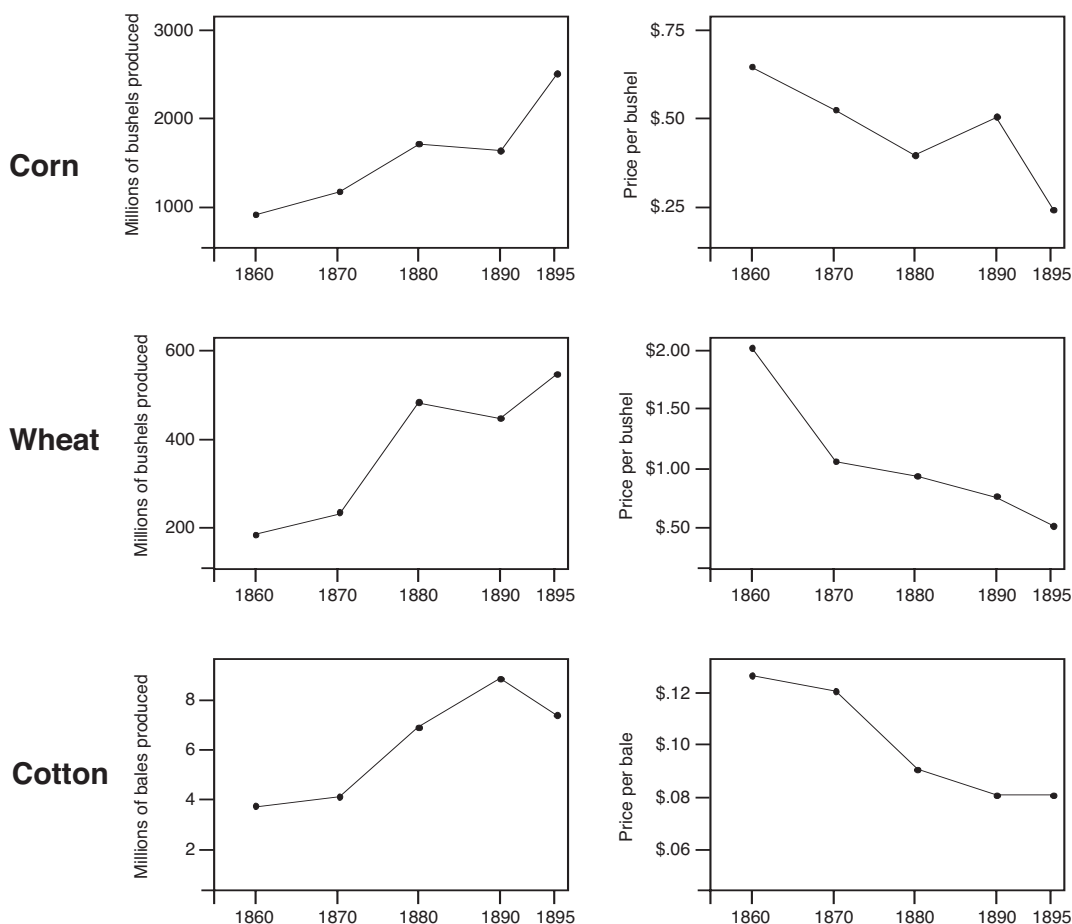 Corn
Millions of bushels produced
3000
2000
1000
1860 1870 1880 1890 1895
Price per bushel
$.75
$.50
$.25
1860 1870 1880 1890 1895
Wheat
Millions of bushels produced
600
400
200
1860 1870 1880 1890 1895
Price per bushel
$2.00
$1.50
$1.00
$.50
1860 1870 1880 1890 1895
Cotton
Millions of bales produced
8
6
4
2
1860 1870 1880 1890 1895
Price per bale
$.12
$.10
$.08
$.06
1860 1870 1880 1890 1895